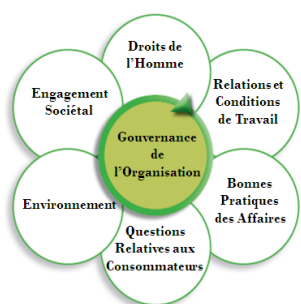 Droits de
l'Homme
Relations et
Conditions
de Travail
Bonnes
Pratiques
des Affaires
Questions
Relatives aux
Consommateurs
Environnement
Engagement
Sociétal
Gouvernance
de
l'Organisation